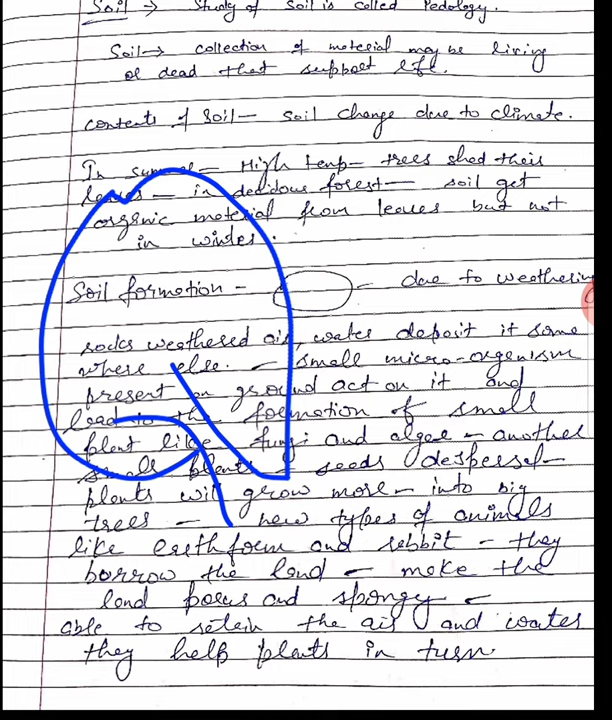 Soil → Study of Soil is called Pedology.
Soil → collection of material may be living
or dead that support life.
contents of Soil — soil change due to climate.
In summer — High temp — trees shed their
leaves — in decidous forest — soil get
organic material from leaves but not
in winter.
Soil formation - due to weathering
rocks weathered air, water deposit it some
where else. — small micro-organism
present on ground act on it and
lead to the formation of small
plant like fungi and algae — another
small plants — seeds despersel —
plants will grow more — into big
trees — new types of animals
like earthform and rebbit — they
borrow the land — make the
land porus and spongy —
able to retain the air and water
they help plants in turn.